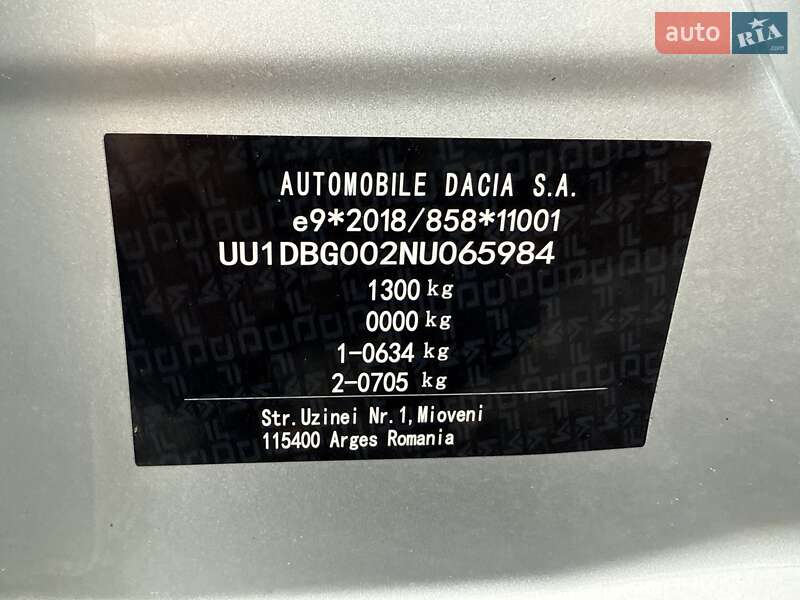 auto RIA .com
AUTOMOBILE DACIA S.A.
e9*2018/858*11001
UU1DBG002NU065984
1300 kg
0000 kg
1-0634 kg
2-0705 kg
Str.Uzinei Nr.1,Mioveni
115400 Arges Romania